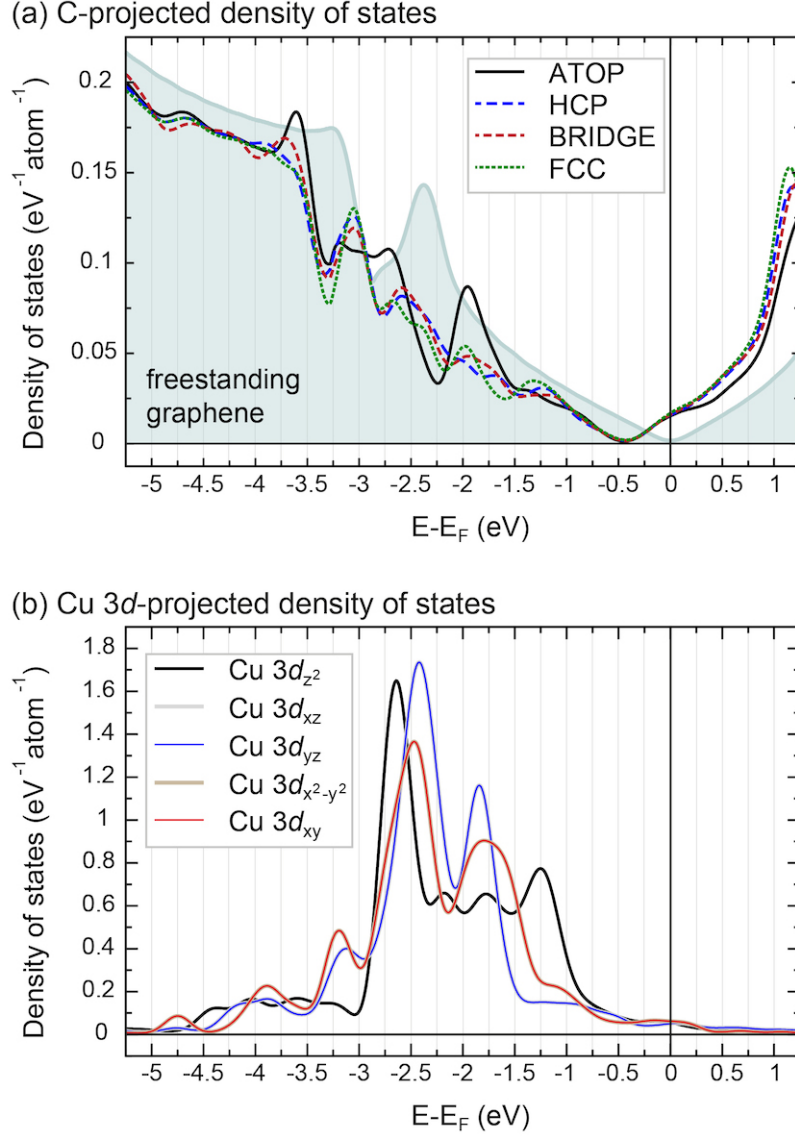 (a) C-projected density of states
Density of states (eV⁻¹ atom⁻¹)
0.2
0.15
0.1
0.05
0
ATOP
HCP
BRIDGE
FCC
freestanding
graphene
-5 -4.5 -4 -3.5 -3 -2.5 -2 -1.5 -1 -0.5 0 0.5 1
E-E_F (eV)
(b) Cu 3d-projected density of states
Density of states (eV⁻¹ atom⁻¹)
1.8
1.6
1.4
1.2
1
0.8
0.6
0.4
0.2
0
Cu 3d_z²
Cu 3d_xz
Cu 3d_yz
Cu 3d_x²-y²
Cu 3d_xy
-5 -4.5 -4 -3.5 -3 -2.5 -2 -1.5 -1 -0.5 0 0.5 1
E-E_F (eV)